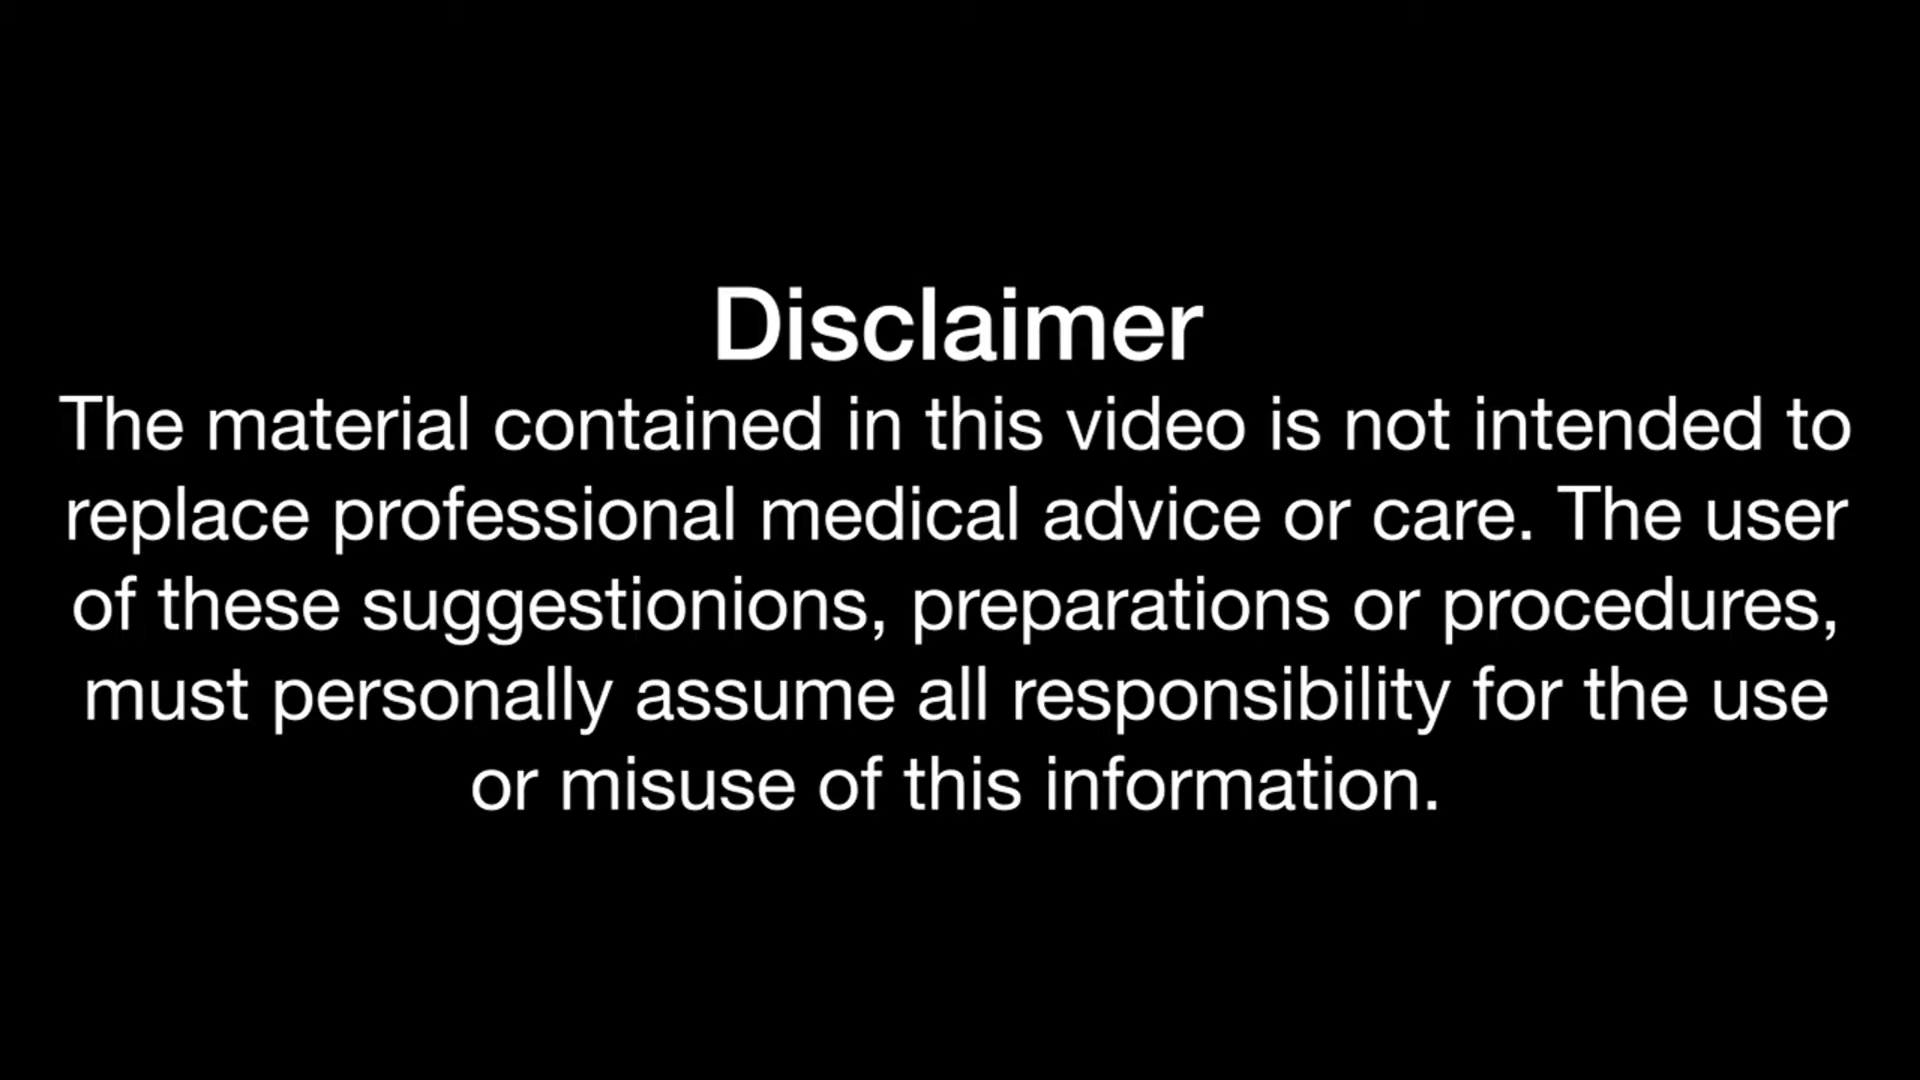 Disclaimer
The material contained in this video is not intended to
replace professional medical advice or care. The user
of these suggestionions, preparations or procedures,
must personally assume all responsibility for the use
or misuse of this information.